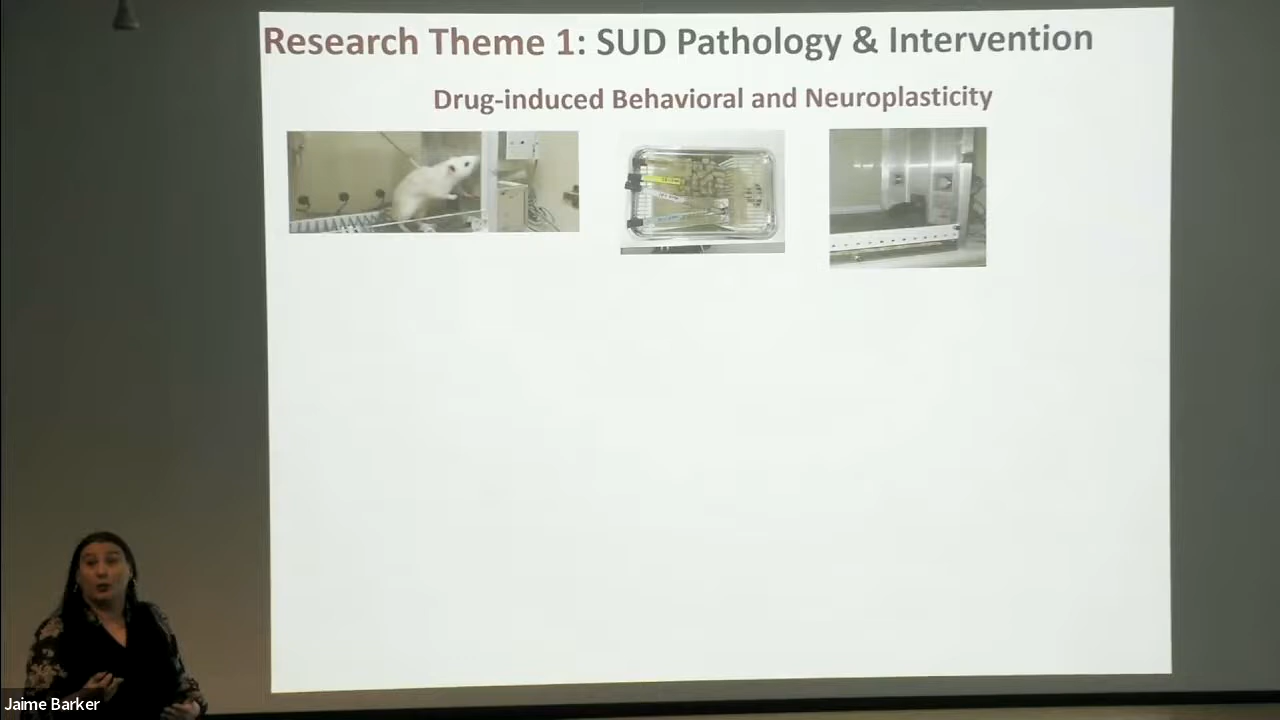 Research Theme 1: SUD Pathology & Intervention
Drug-induced Behavioral and Neuroplasticity
Jaime Barker